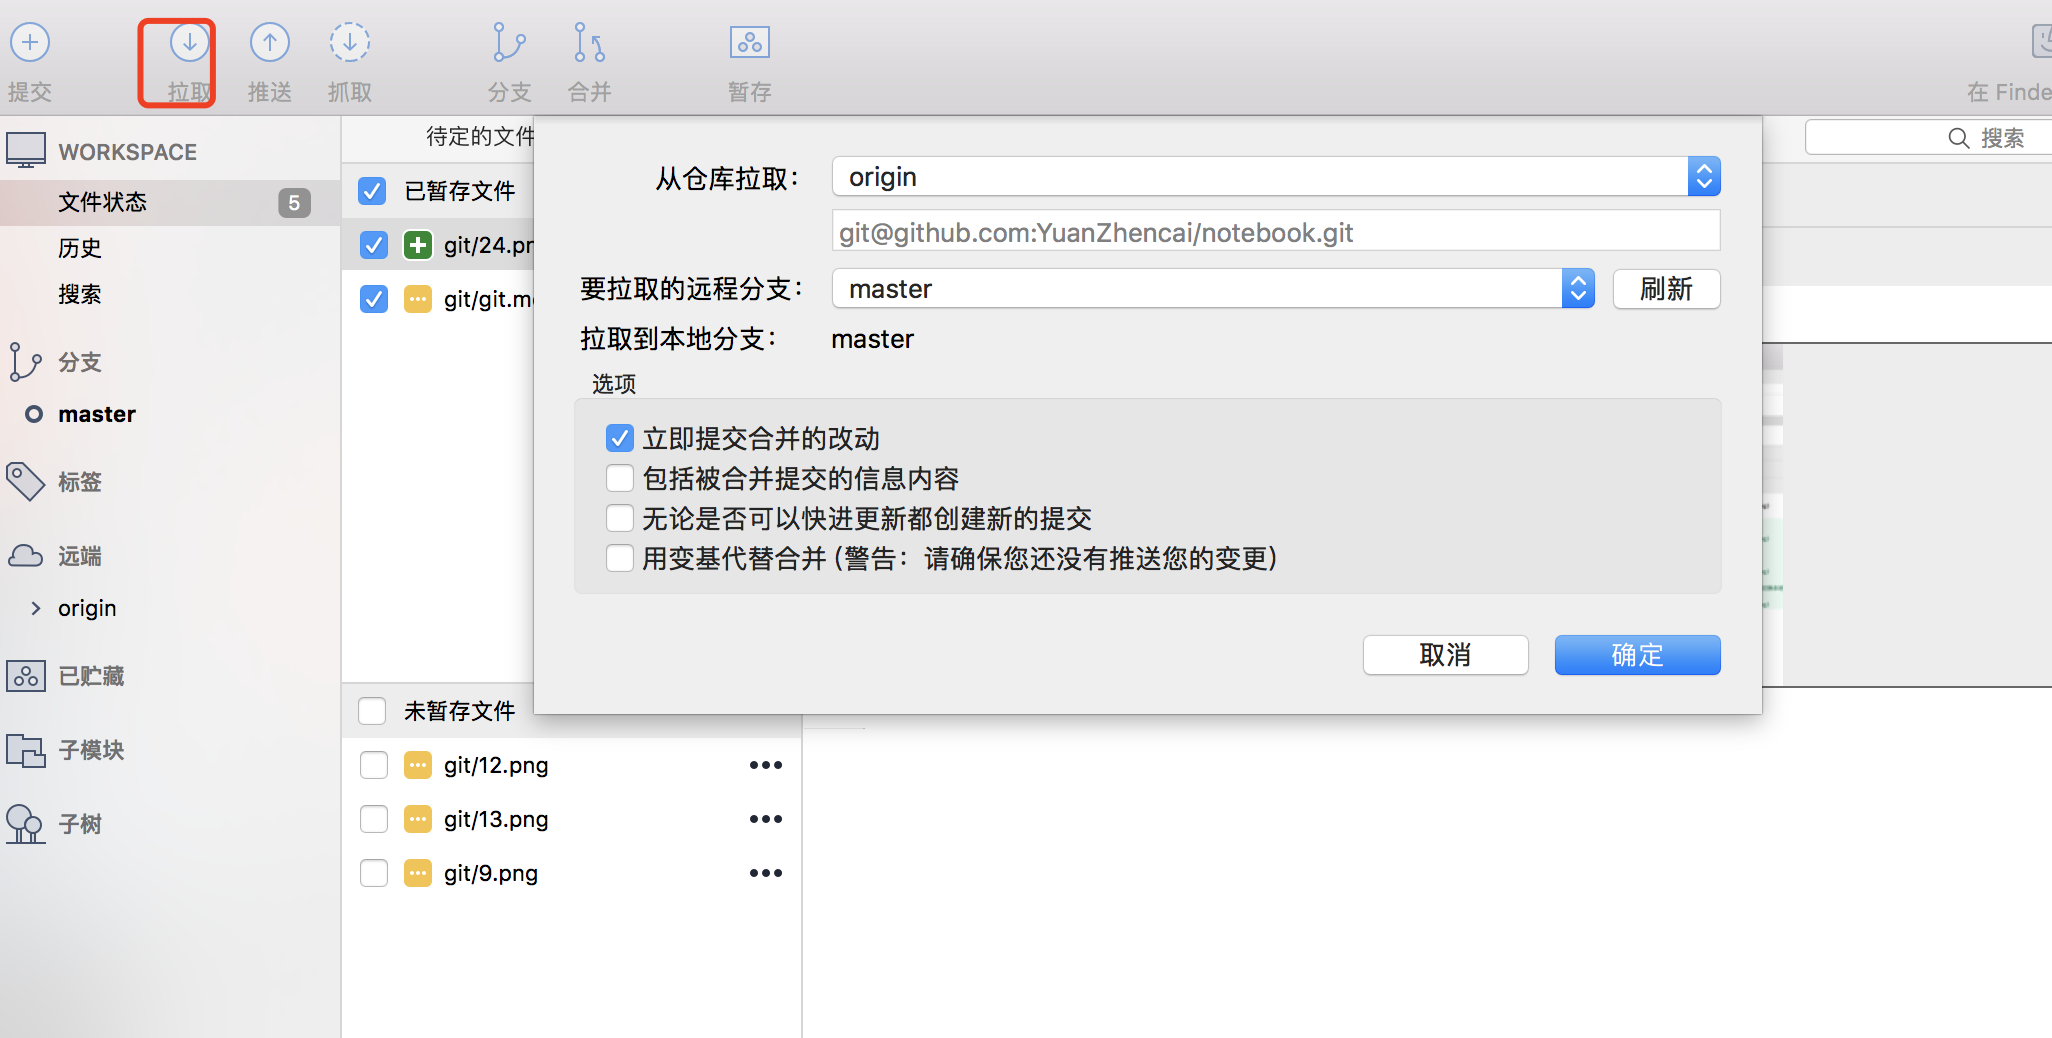 提交
拉取
推送
抓取
分支
合并
暂存
在 Finde
WORKSPACE
文件状态
5
历史
搜索
分支
master
标签
远端
origin
已贮藏
子模块
子树
待定的文件
搜索
已暂存文件
git/24.pn
git/git.m
未暂存文件
git/12.png
git/13.png
git/9.png
从仓库拉取：
origin
git@github.com:YuanZhencai/notebook.git
要拉取的远程分支：
master
刷新
拉取到本地分支：
master
选项
立即提交合并的改动
包括被合并提交的信息内容
无论是否可以快进更新都创建新的提交
用变基代替合并 (警告：请确保您还没有推送您的变更)
取消
确定